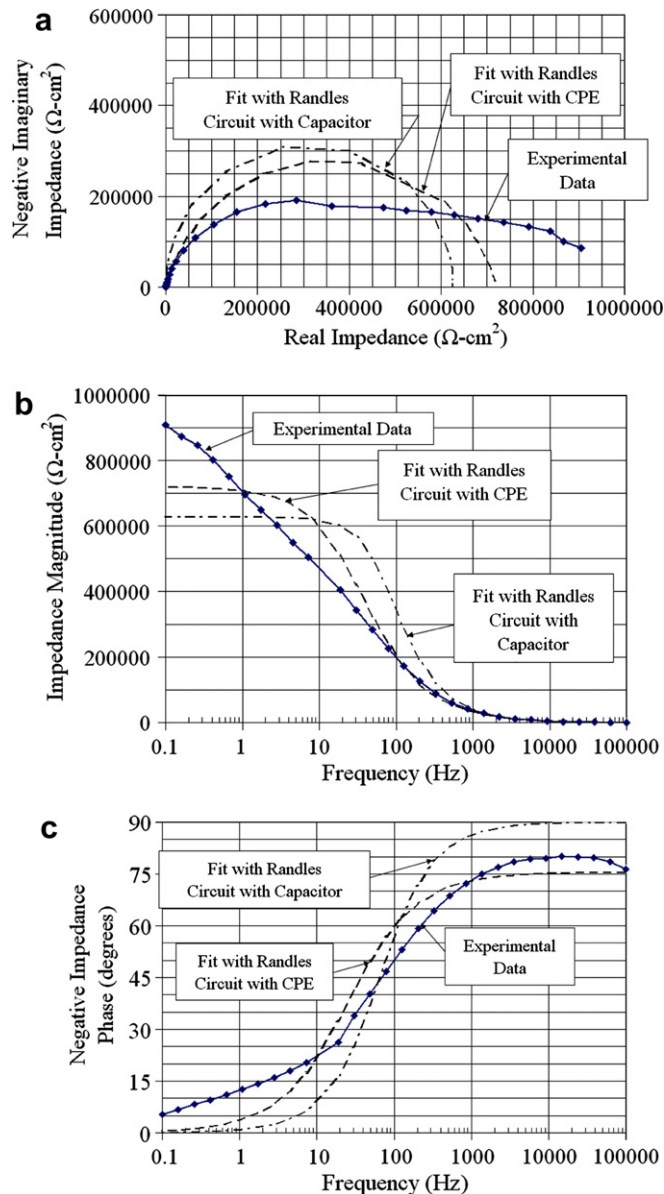 a
600000
400000
200000
0
Negative Imaginary
Impedance (Ω-cm²)
Fit with Randles
Circuit with Capacitor
Fit with Randles
Circuit with CPE
Experimental
Data
0 200000 400000 600000 800000 1000000
Real Impedance (Ω-cm²)
b
1000000
800000
600000
400000
200000
0
Impedance Magnitude (Ω-cm²)
Experimental Data
Fit with Randles
Circuit with CPE
Fit with Randles
Circuit with
Capacitor
0.1 1 10 100 1000 10000 100000
Frequency (Hz)
c
90
75
60
45
30
15
0
Negative Impedance
Phase (degrees)
Fit with Randles
Circuit with Capacitor
Fit with Randles
Circuit with CPE
Experimental
Data
0.1 1 10 100 1000 10000 100000
Frequency (Hz)